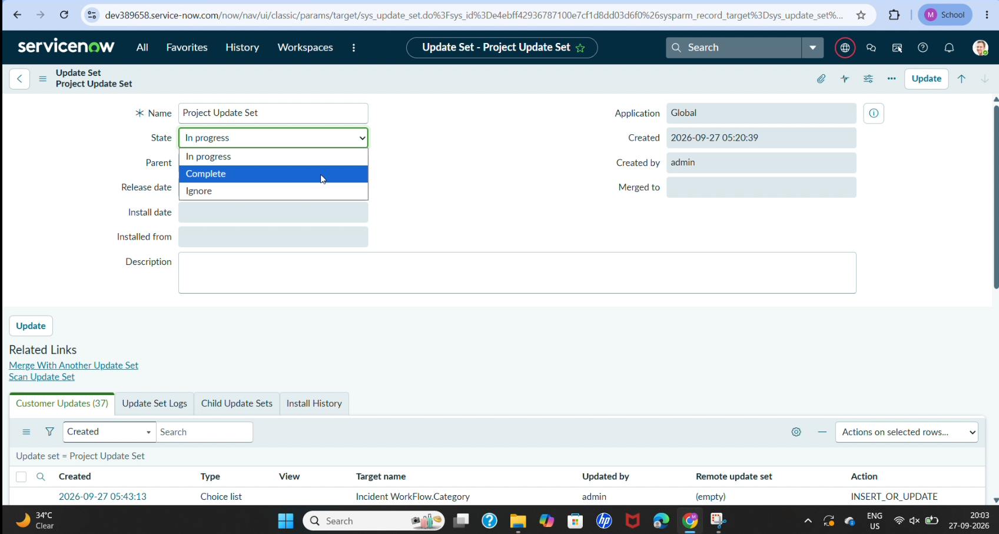 dev389658.service-now.com/now/nav/ui/classic/params/target/sys_update_set.do%3Fsys_id%3De4ebff42936787100e7cf1d8dd03d6f0%26sysparm_record_target%3Dsys_update_set%...
M School
servicenow All Favorites History Workspaces Update Set - Project Update Set Search
Update Set
Project Update Set
Update
* Name Project Update Set
Application Global
State In progress
Created 2026-09-27 05:20:39
In progress
Parent
Created by admin
Complete
Release date
Merged to
Ignore
Install date
Installed from
Description
Update
Related Links
Merge With Another Update Set
Scan Update Set
Customer Updates (37) Update Set Logs Child Update Sets Install History
Created Search Actions on selected rows...
Update set = Project Update Set
Created Type View Target name Updated by Remote update set Action
2026-09-27 05:43:13 Choice list Incident WorkFlow.Category admin (empty) INSERT_OR_UPDATE
34°C
Clear
Search
hp
ENG
US
20:03
27-09-2026